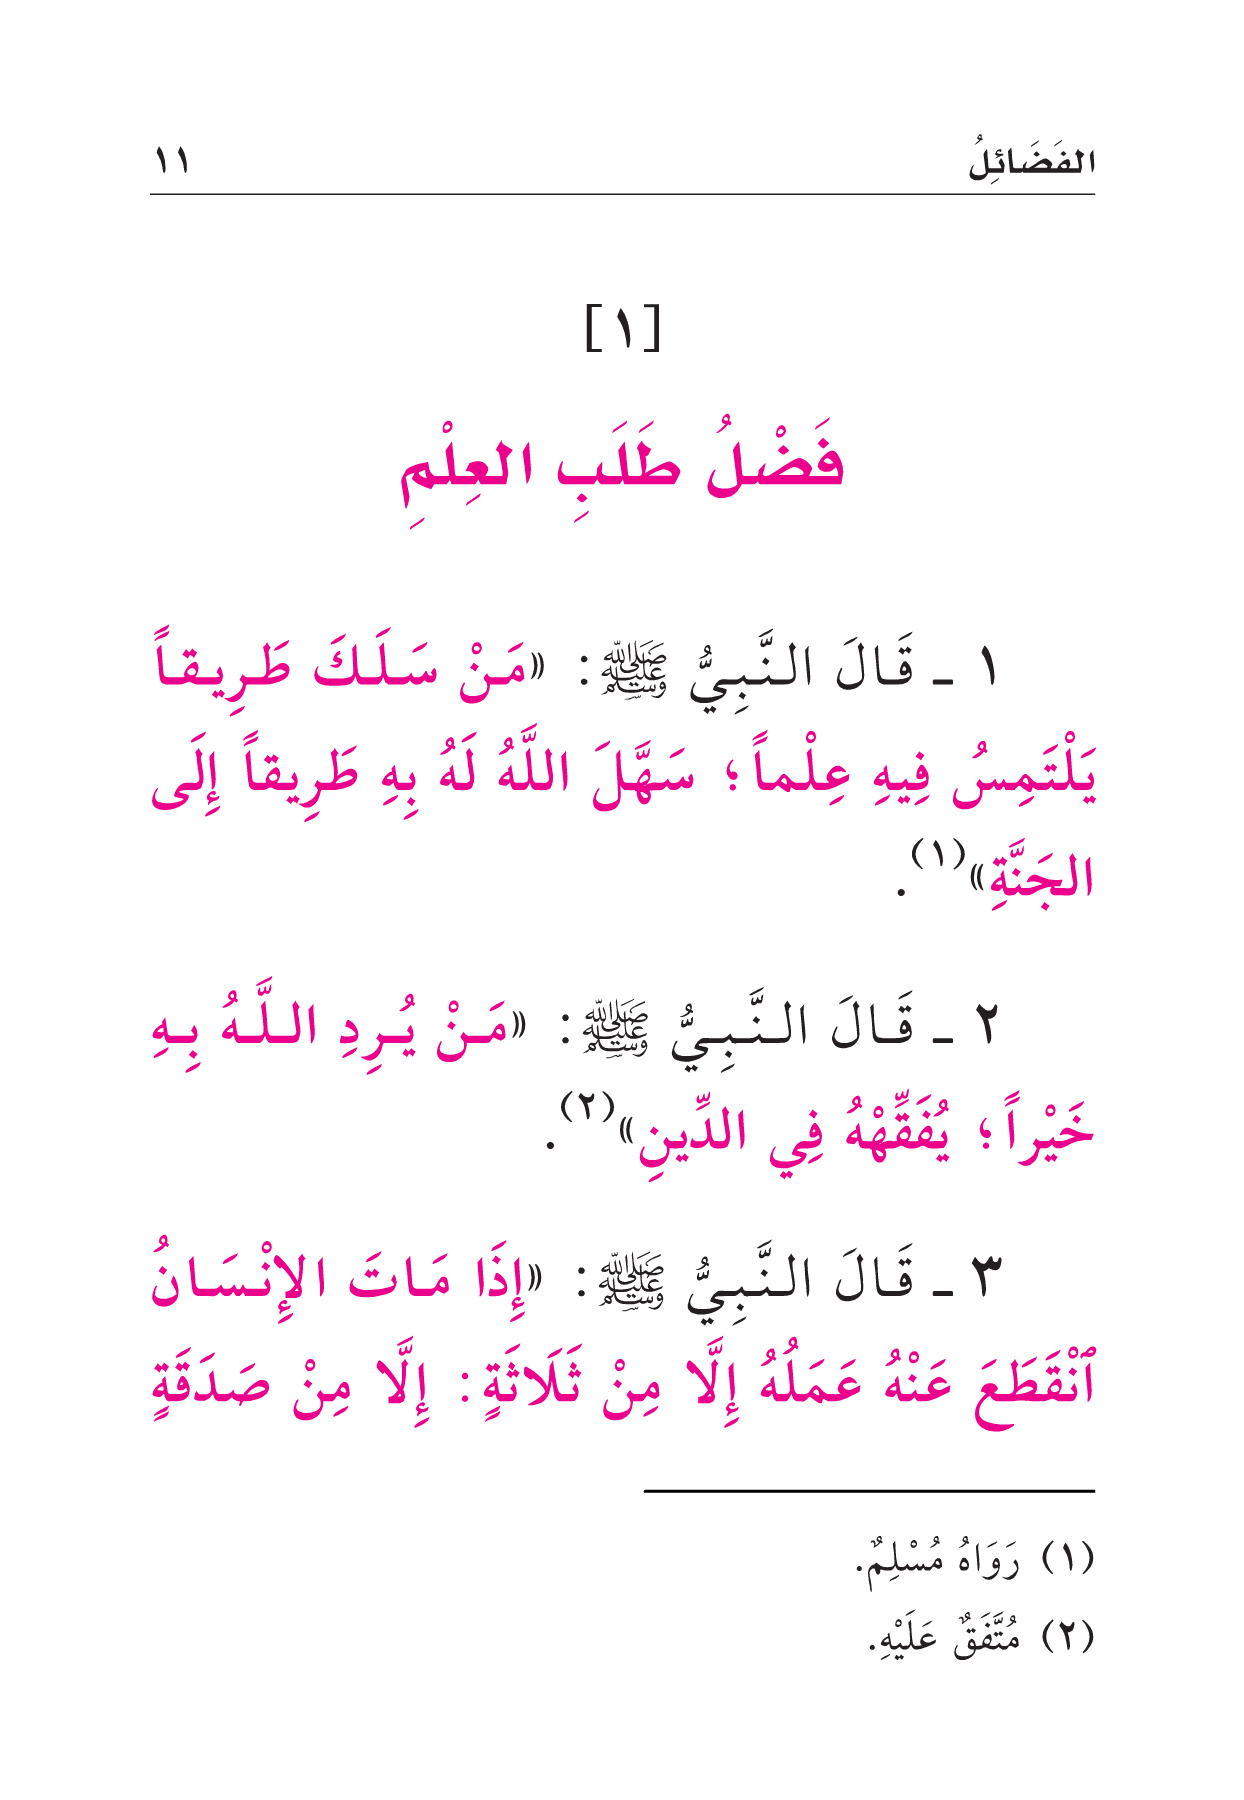 الفَضَائِلُ ١١
[١]
فَضْلُ طَلَبِ العِلْمِ
١ ـ قَالَ النَّبِيُّ ﷺ: «مَنْ سَلَكَ طَرِيقاً
يَلْتَمِسُ فِيهِ عِلْماً؛ سَهَّلَ اللَّهُ لَهُ بِهِ طَرِيقاً إِلَى
الجَنَّةِ»(١).
٢ ـ قَالَ النَّبِيُّ ﷺ: «مَنْ يُرِدِ اللَّهُ بِهِ
خَيْراً؛ يُفَقِّهْهُ فِي الدِّينِ»(٢).
٣ ـ قَالَ النَّبِيُّ ﷺ: «إِذَا مَاتَ الإِنْسَانُ
ٱنْقَطَعَ عَنْهُ عَمَلُهُ إِلَّا مِنْ ثَلَاثَةٍ: إِلَّا مِنْ صَدَقَةٍ
(١) رَوَاهُ مُسْلِمٌ.
(٢) مُتَّفَقٌ عَلَيْهِ.